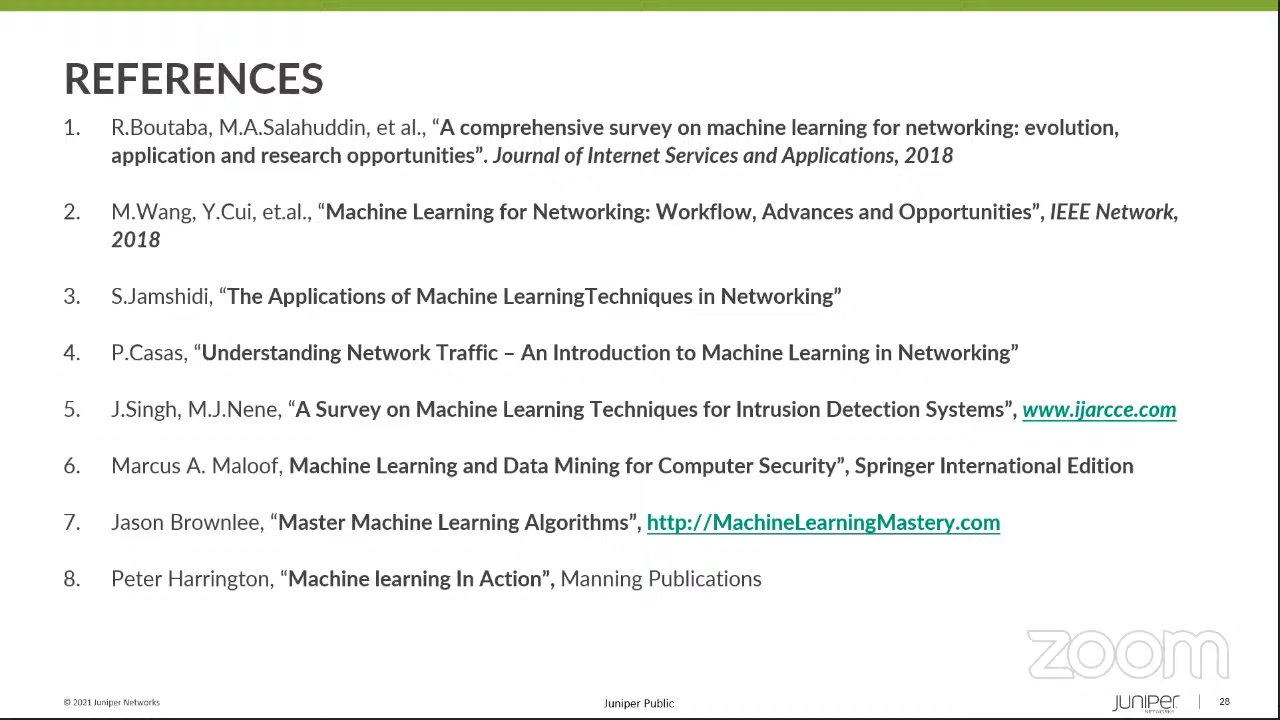 REFERENCES
1. R.Boutaba, M.A.Salahuddin, et al., “A comprehensive survey on machine learning for networking: evolution,
application and research opportunities”. Journal of Internet Services and Applications, 2018
2. M.Wang, Y.Cui, et.al., “Machine Learning for Networking: Workflow, Advances and Opportunities”, IEEE Network,
2018
3. S.Jamshidi, “The Applications of Machine LearningTechniques in Networking”
4. P.Casas, “Understanding Network Traffic – An Introduction to Machine Learning in Networking”
5. J.Singh, M.J.Nene, “A Survey on Machine Learning Techniques for Intrusion Detection Systems”, www.ijarcce.com
6. Marcus A. Maloof, Machine Learning and Data Mining for Computer Security”, Springer International Edition
7. Jason Brownlee, “Master Machine Learning Algorithms”, http://MachineLearningMastery.com
8. Peter Harrington, “Machine learning In Action”, Manning Publications
zoom
© 2021 Juniper Networks
Juniper Public
JUNIPER
NETWORKS
28